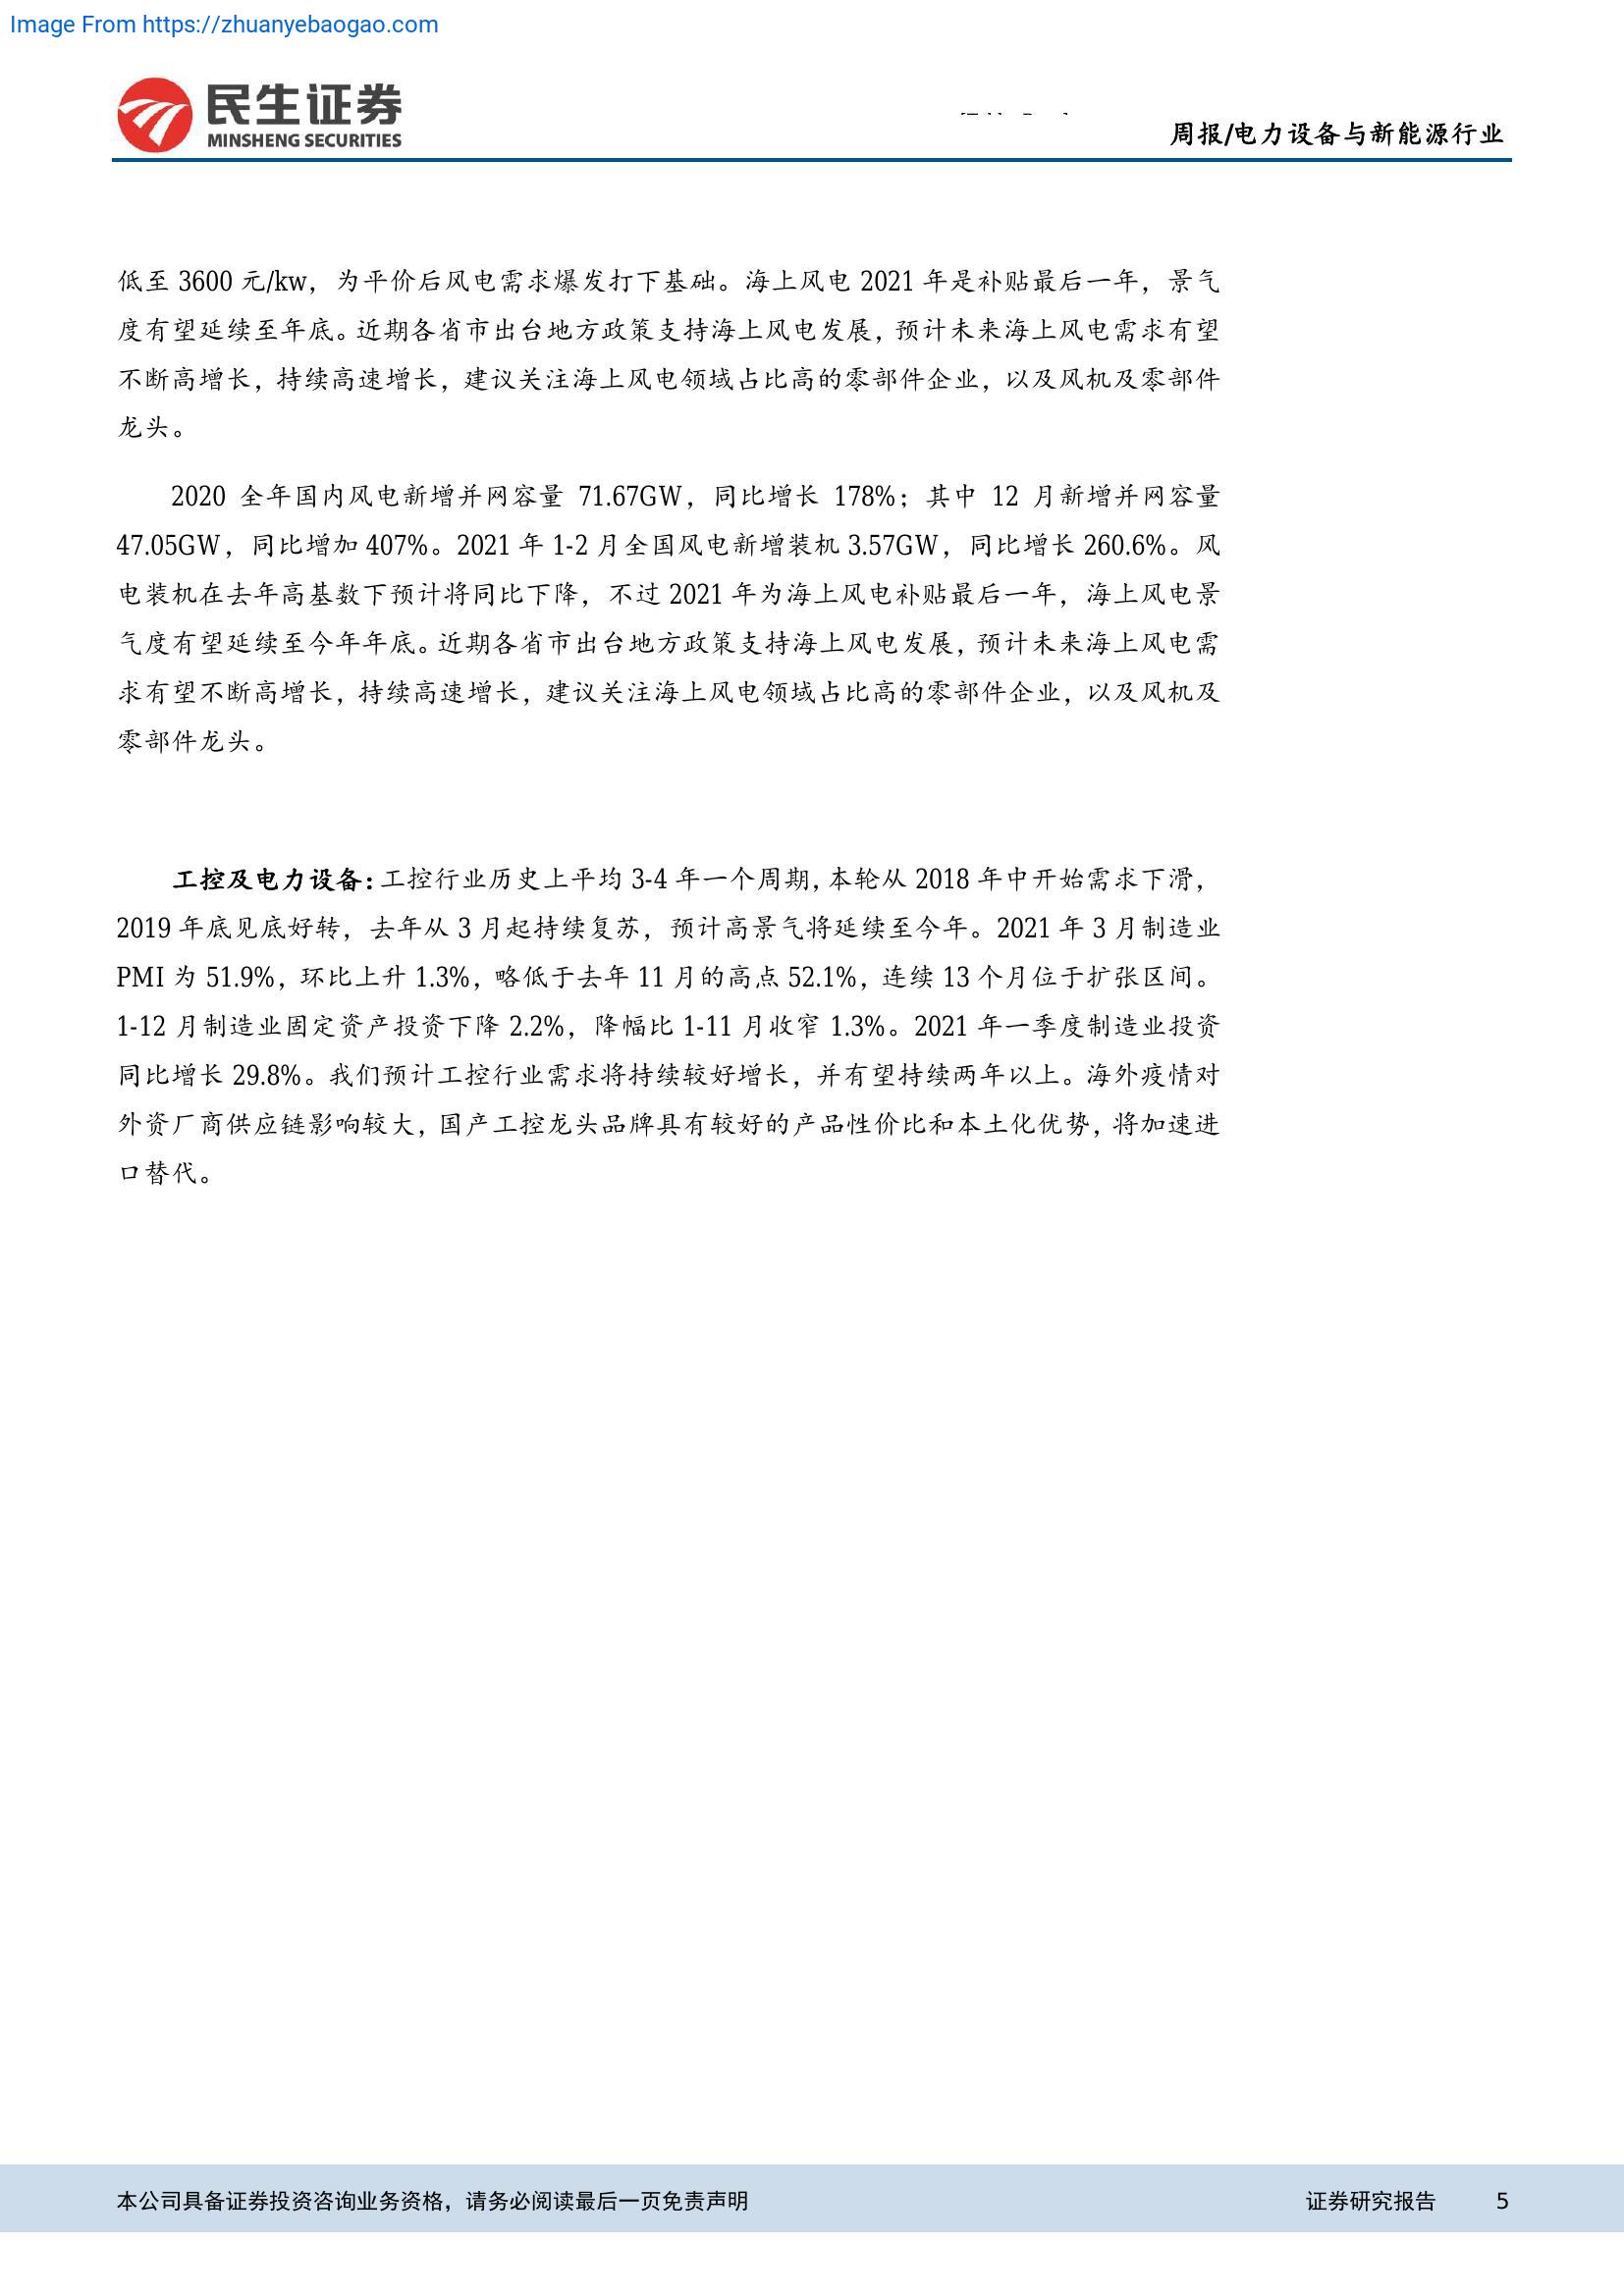 Image From https://zhuanyebaogao.com
民生证券
MINSHENG SECURITIES
周报/电力设备与新能源行业
低至 3600 元/kw，为平价后风电需求爆发打下基础。海上风电 2021 年是补贴最后一年，景气
度有望延续至年底。近期各省市出台地方政策支持海上风电发展，预计未来海上风电需求有望
不断高增长，持续高速增长，建议关注海上风电领域占比高的零部件企业，以及风机及零部件
龙头。
2020 全年国内风电新增并网容量 71.67GW，同比增长 178%；其中 12 月新增并网容量
47.05GW，同比增加 407%。2021 年 1-2 月全国风电新增装机 3.57GW，同比增长 260.6%。风
电装机在去年高基数下预计将同比下降，不过 2021 年为海上风电补贴最后一年，海上风电景
气度有望延续至今年年底。近期各省市出台地方政策支持海上风电发展，预计未来海上风电需
求有望不断高增长，持续高速增长，建议关注海上风电领域占比高的零部件企业，以及风机及
零部件龙头。
工控及电力设备：工控行业历史上平均 3-4 年一个周期，本轮从 2018 年中开始需求下滑，
2019 年底见底好转，去年从 3 月起持续复苏，预计高景气将延续至今年。2021 年 3 月制造业
PMI 为 51.9%，环比上升 1.3%，略低于去年 11 月的高点 52.1%，连续 13 个月位于扩张区间。
1-12 月制造业固定资产投资下降 2.2%，降幅比 1-11 月收窄 1.3%。2021 年一季度制造业投资
同比增长 29.8%。我们预计工控行业需求将持续较好增长，并有望持续两年以上。海外疫情对
外资厂商供应链影响较大，国产工控龙头品牌具有较好的产品性价比和本土化优势，将加速进
口替代。
本公司具备证券投资咨询业务资格，请务必阅读最后一页免责声明
证券研究报告 5